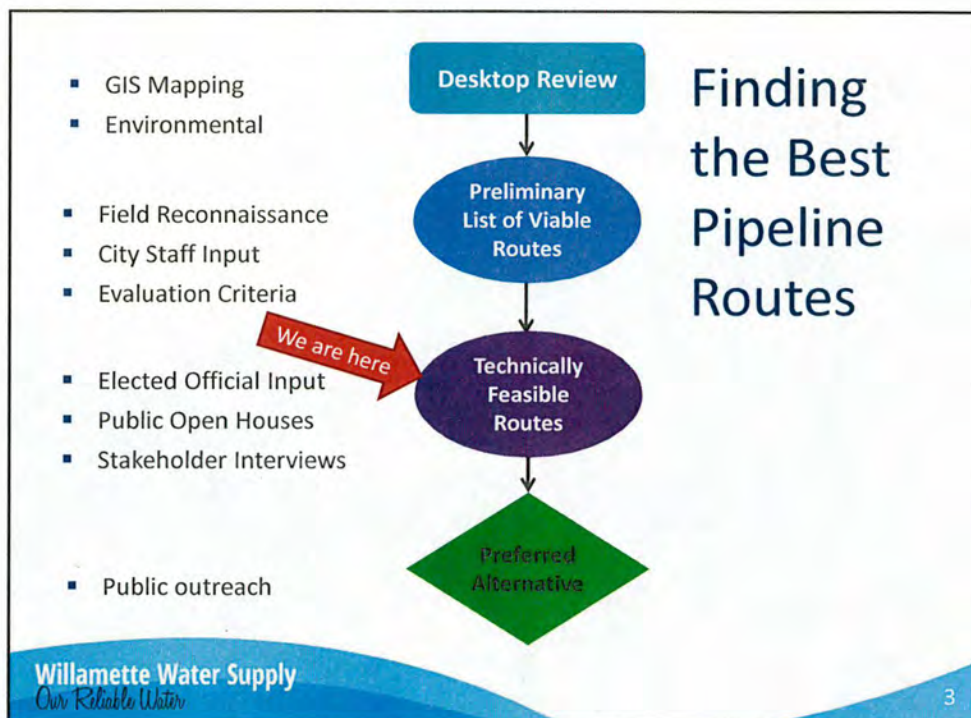 GIS Mapping
Environmental
Field Reconnaissance
City Staff Input
Evaluation Criteria
Elected Official Input
Public Open Houses
Stakeholder Interviews
Public outreach
We are here
Desktop Review
Preliminary
List of Viable
Routes
Technically
Feasible
Routes
Preferred
Alternative
Finding
the Best
Pipeline
Routes
Willamette Water Supply
Our Reliable Water
3